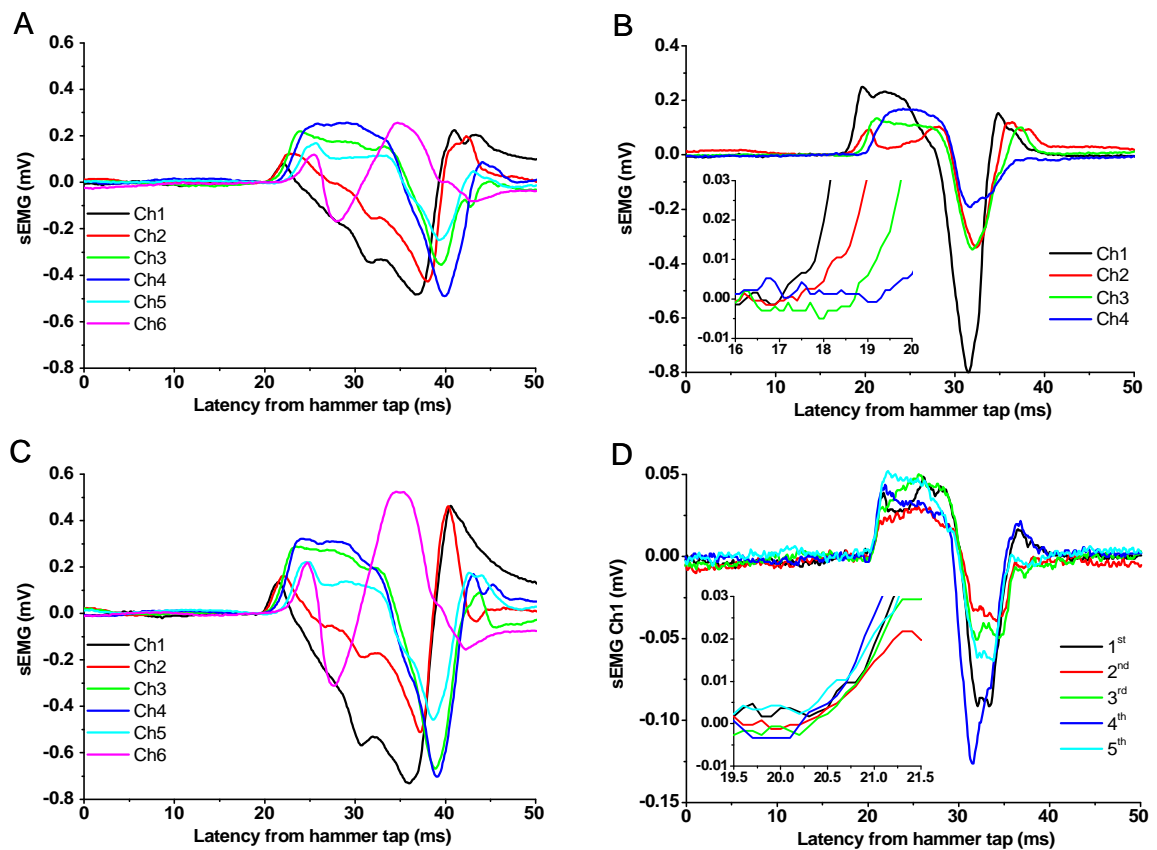 A
sEMG (mV)
0.6
0.4
0.2
0.0
-0.2
-0.4
-0.6
-0.8
Ch1
Ch2
Ch3
Ch4
Ch5
Ch6
0 10 20 30 40 50
Latency from hammer tap (ms)
B
sEMG (mV)
0.4
0.2
0.0
-0.2
-0.4
-0.6
-0.8
0.03
0.02
0.01
0.00
-0.01
16 17 18 19 20
Ch1
Ch2
Ch3
Ch4
0 10 20 30 40 50
Latency from hammer tap (ms)
C
sEMG (mV)
0.6
0.4
0.2
0.0
-0.2
-0.4
-0.6
-0.8
Ch1
Ch2
Ch3
Ch4
Ch5
Ch6
0 10 20 30 40 50
Latency from hammer tap (ms)
D
sEMG Ch1 (mV)
0.05
0.00
-0.05
-0.10
-0.15
0.03
0.02
0.01
0.00
-0.01
19.5 20.0 20.5 21.0 21.5
1st
2nd
3rd
4th
5th
0 10 20 30 40 50
Latency from hammer tap (ms)